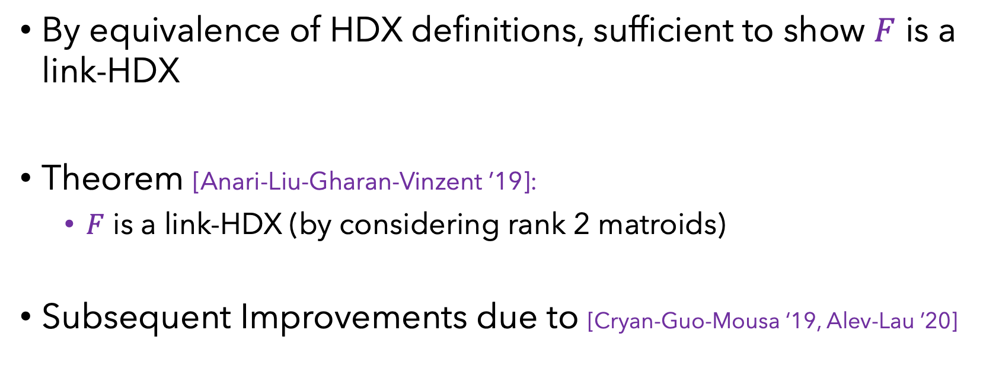 • By equivalence of HDX definitions, sufficient to show F is a
link-HDX
• Theorem [Anari-Liu-Gharan-Vinzent ’19]:
• F is a link-HDX (by considering rank 2 matroids)
• Subsequent Improvements due to [Cryan-Guo-Mousa ‘19, Alev-Lau ’20]